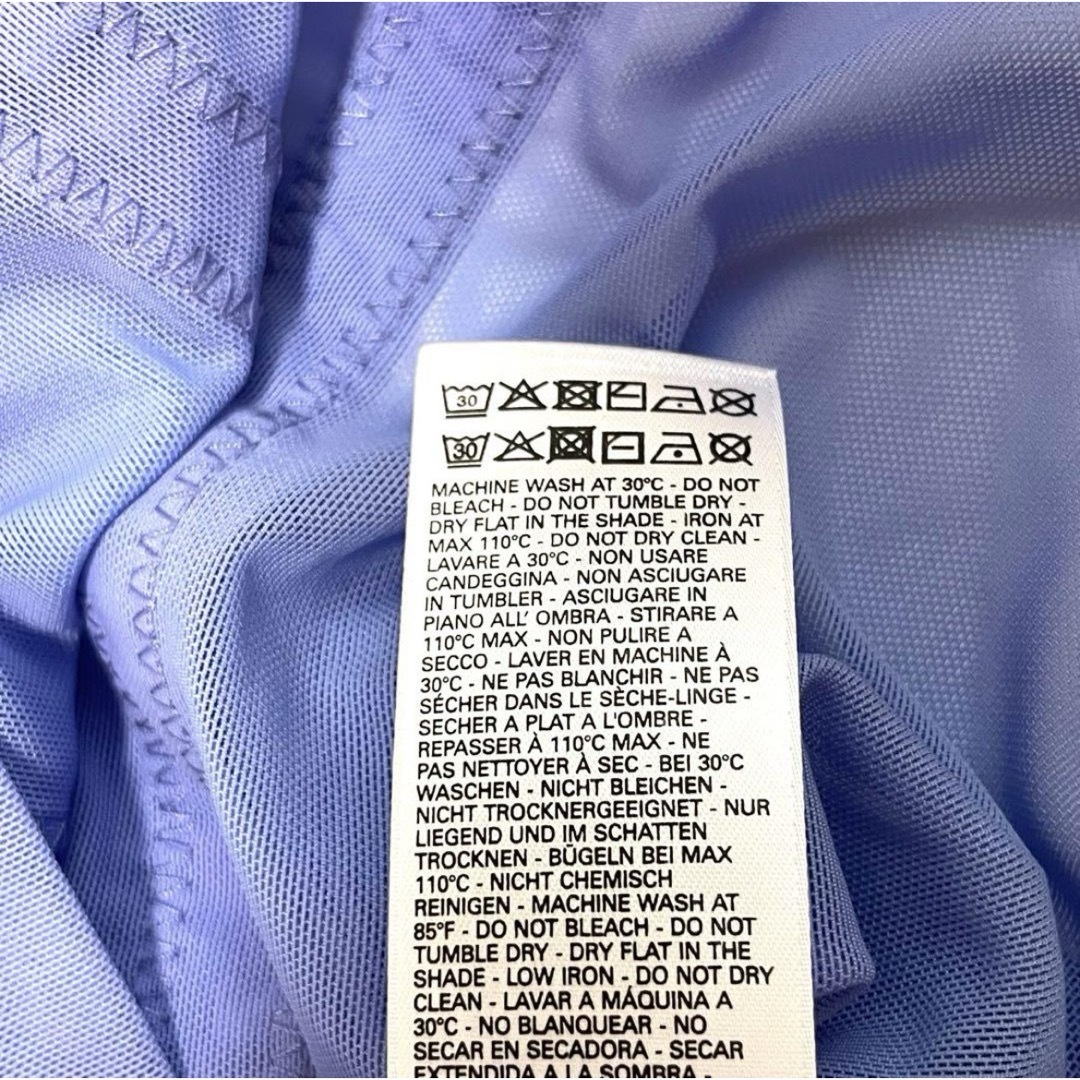 30
30
MACHINE WASH AT 30°C - DO NOT
BLEACH - DO NOT TUMBLE DRY -
DRY FLAT IN THE SHADE - IRON AT
MAX 110°C - DO NOT DRY CLEAN -
LAVARE A 30°C - NON USARE
CANDEGGINA - NON ASCIUGARE
IN TUMBLER - ASCIUGARE IN
PIANO ALL' OMBRA - STIRARE A
110°C MAX - NON PULIRE A
SECCO - LAVER EN MACHINE À
30°C - NE PAS BLANCHIR - NE PAS
SÉCHER DANS LE SÈCHE-LINGE -
SECHER A PLAT A L'OMBRE -
REPASSER À 110°C MAX - NE
PAS NETTOYER À SEC - BEI 30°C
WASCHEN - NICHT BLEICHEN -
NICHT TROCKNERGEEIGNET - NUR
LIEGEND UND IM SCHATTEN
TROCKNEN - BÜGELN BEI MAX
110°C - NICHT CHEMISCH
REINIGEN - MACHINE WASH AT
85°F - DO NOT BLEACH - DO NOT
TUMBLE DRY - DRY FLAT IN THE
SHADE - LOW IRON - DO NOT DRY
CLEAN - LAVAR A MÁQUINA A
30°C - NO BLANQUEAR - NO
SECAR EN SECADORA - SECAR
EXTENDIDA A LA SOMBRA -